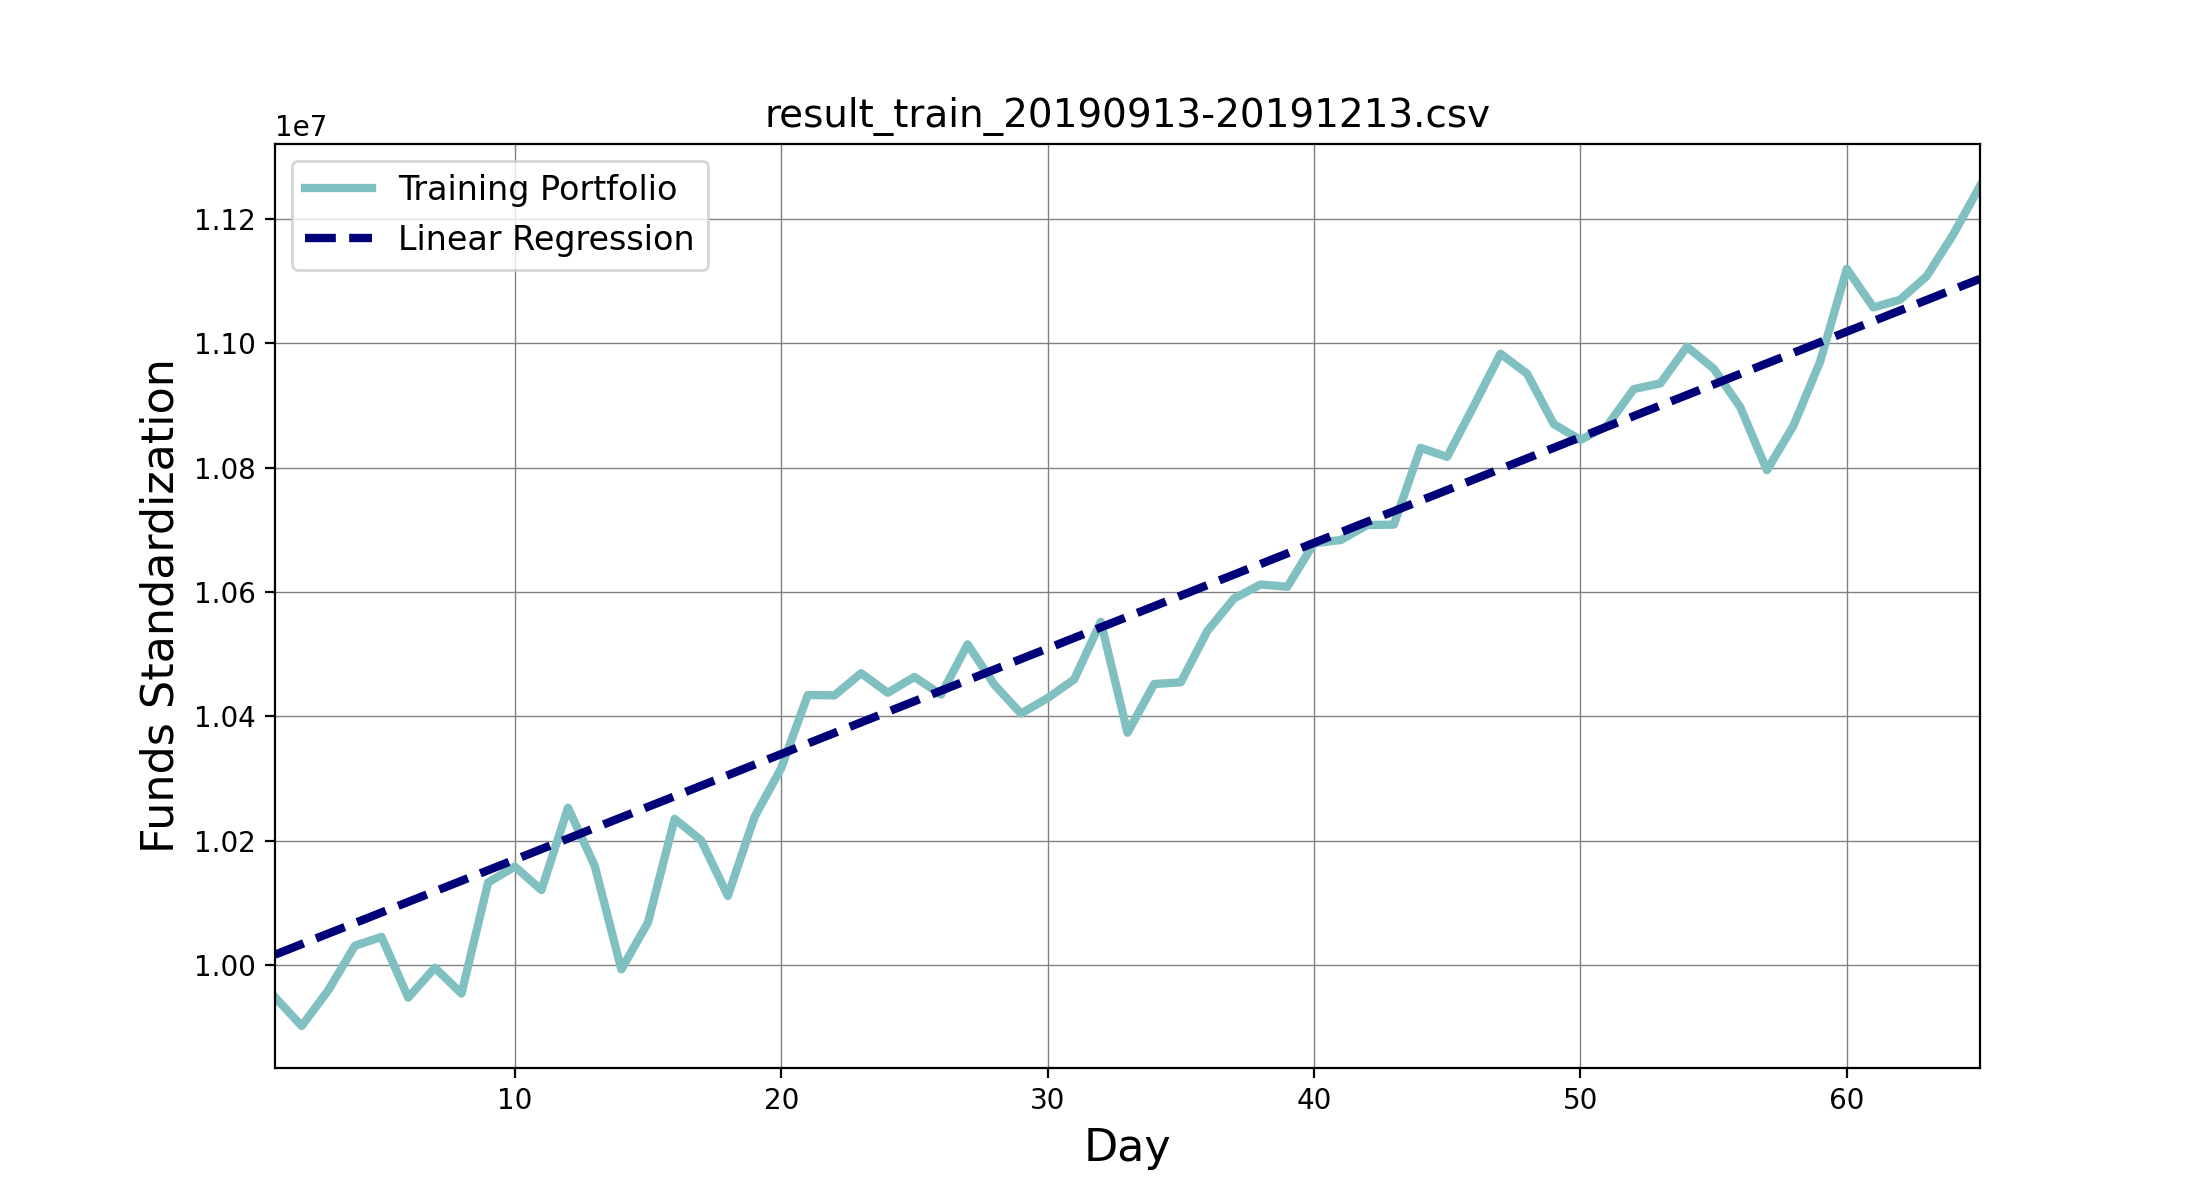 result_train_20190913-20191213.csv
1e7
Training Portfolio
Linear Regression
1.12
1.10
1.08
1.06
1.04
1.02
1.00
Funds Standardization
10 20 30 40 50 60
Day